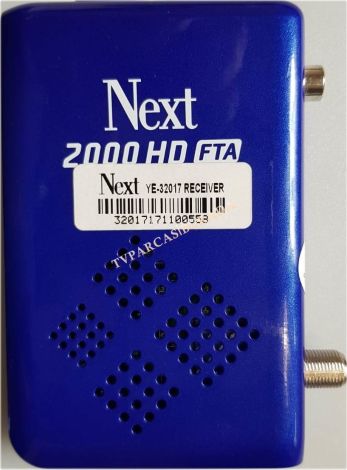 Next
2000 HD FTA
Next YE-32017 RECEIVER
32017171100553
TVPARCASI